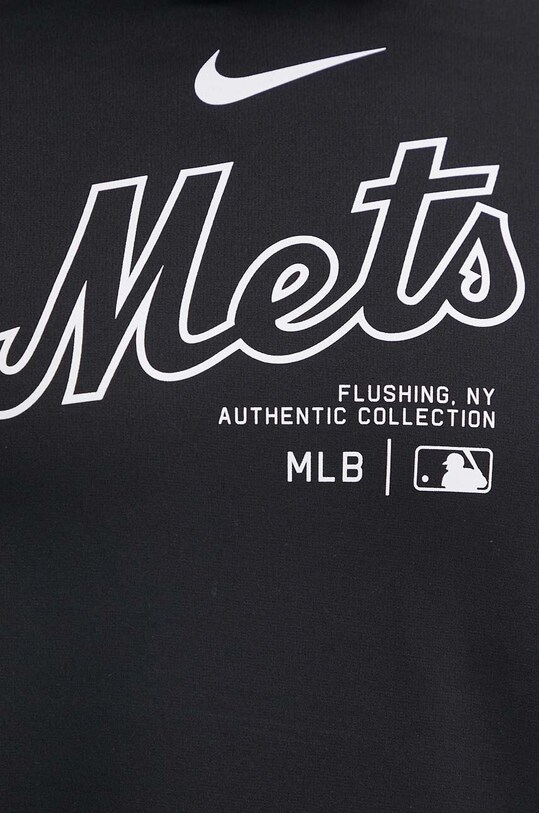 Mets
FLUSHING, NY
AUTHENTIC COLLECTION
MLB